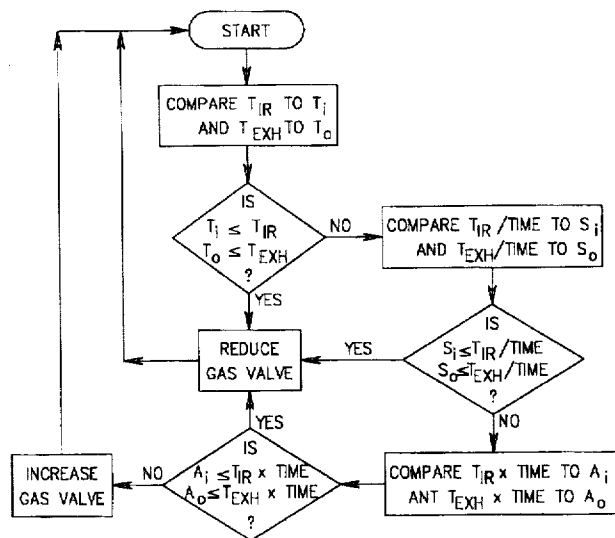 START
COMPARE T_IR TO T_i
AND T_EXH TO T_o
IS
T_i ≤ T_IR
T_o ≤ T_EXH
?
NO
YES
COMPARE T_IR/TIME TO S_i
AND T_EXH/TIME TO S_o
IS
S_i≤T_IR/TIME
S_o≤T_EXH/TIME
?
YES
NO
REDUCE
GAS VALVE
COMPARE T_IR × TIME TO A_i
ANT T_EXH × TIME TO A_o
YES
IS
A_i ≤T_IR × TIME
A_o≤T_EXH × TIME
?
NO
INCREASE
GAS VALVE